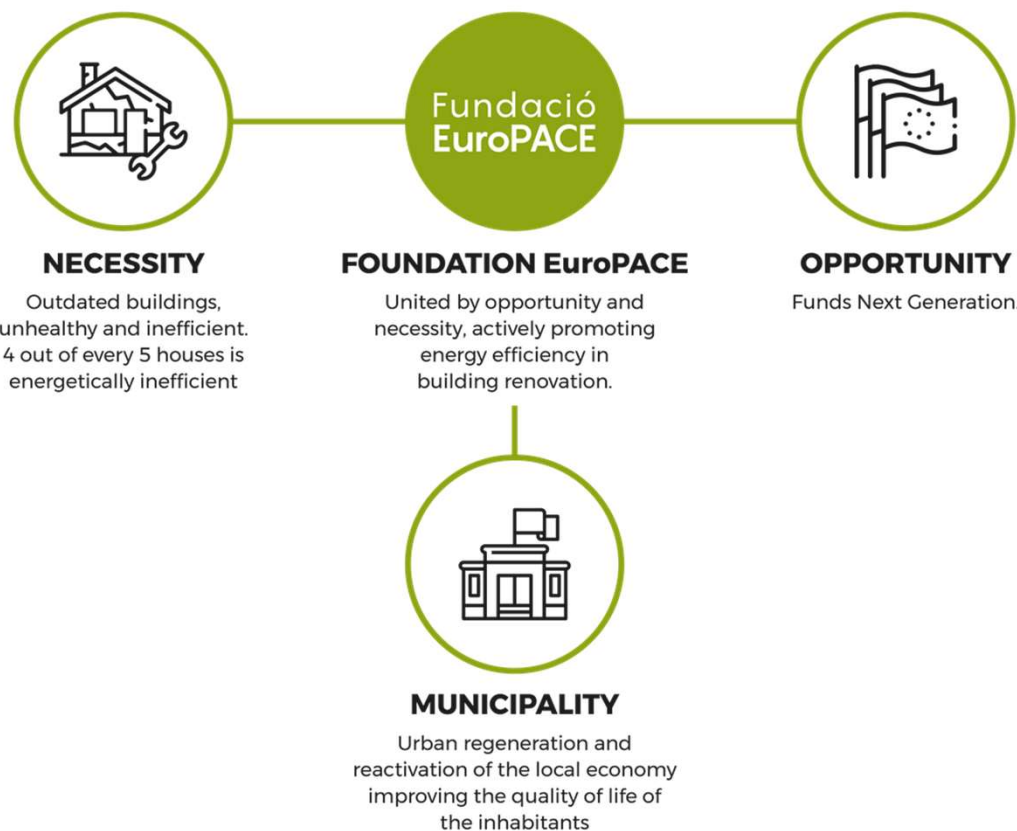 Fundació
EuroPACE
NECESSITY
Outdated buildings,
unhealthy and inefficient.
4 out of every 5 houses is
energetically inefficient
FOUNDATION EuroPACE
United by opportunity and
necessity, actively promoting
energy efficiency in
building renovation.
OPPORTUNITY
Funds Next Generation.
MUNICIPALITY
Urban regeneration and
reactivation of the local economy
improving the quality of life of
the inhabitants